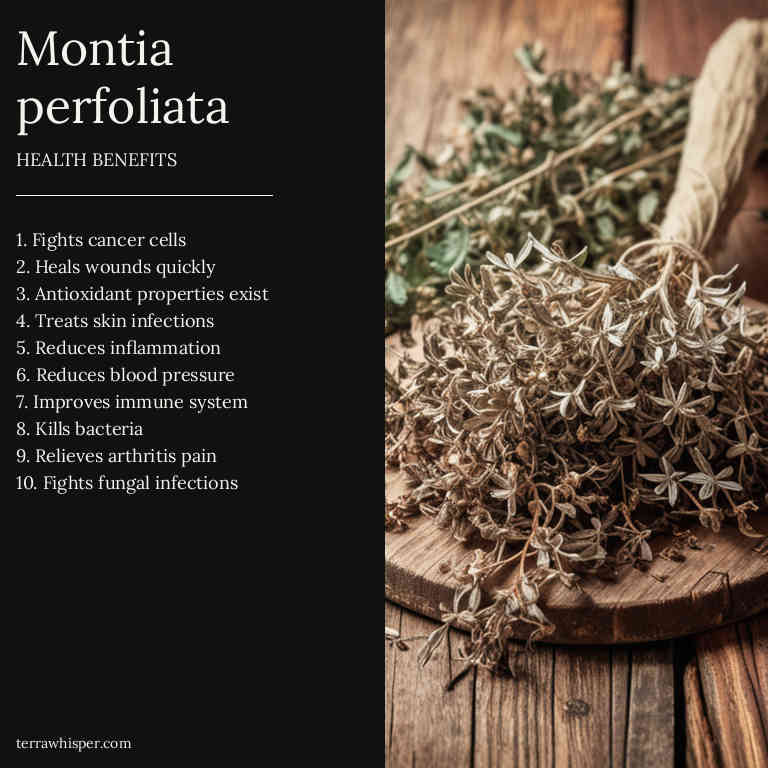 Montia
perfoliata
HEALTH BENEFITS
1. Fights cancer cells
2. Heals wounds quickly
3. Antioxidant properties exist
4. Treats skin infections
5. Reduces inflammation
6. Reduces blood pressure
7. Improves immune system
8. Kills bacteria
9. Relieves arthritis pain
10. Fights fungal infections
terrawhisper.com